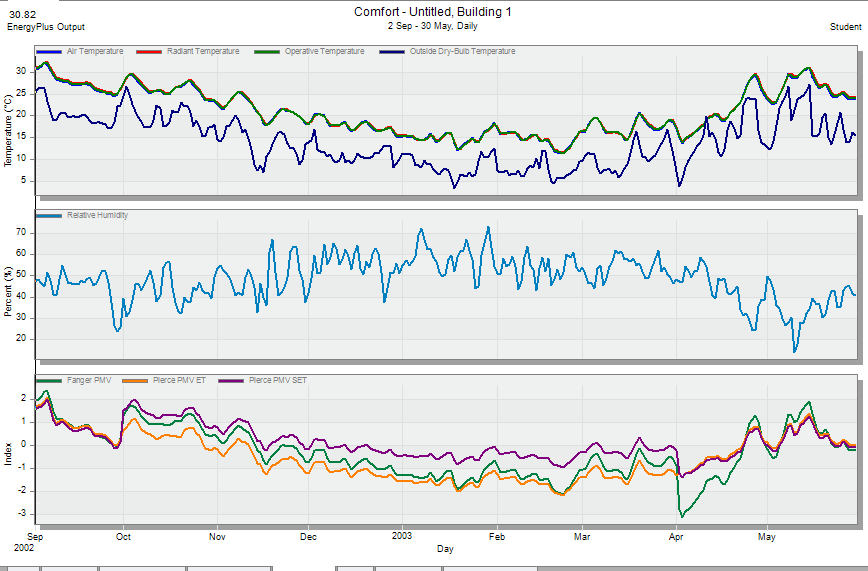 30.82
Comfort - Untitled, Building 1
EnergyPlus Output
2 Sep - 30 May, Daily
Student
Air Temperature Radiant Temperature Operative Temperature Outside Dry-Bulb Temperature
Temperature (°C)
30
25
20
15
10
5
Relative Humidity
Percent (%)
70
60
50
40
30
20
Fanger PMV Pierce PMV ET Pierce PMV SET
Index
2
1
0
-1
-2
-3
Sep Oct Nov Dec 2003 Feb Mar Apr May
2002
Day